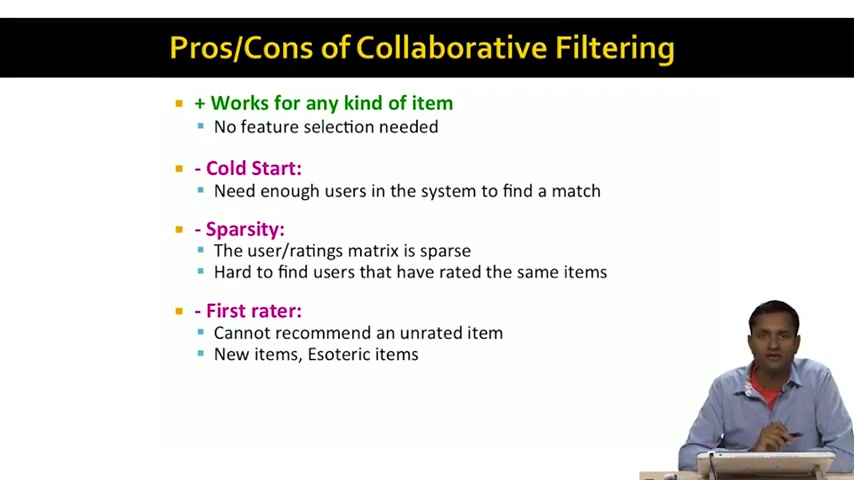 Pros/Cons of Collaborative Filtering
+ Works for any kind of item
No feature selection needed
- Cold Start:
Need enough users in the system to find a match
- Sparsity:
The user/ratings matrix is sparse
Hard to find users that have rated the same items
- First rater:
Cannot recommend an unrated item
New items, Esoteric items